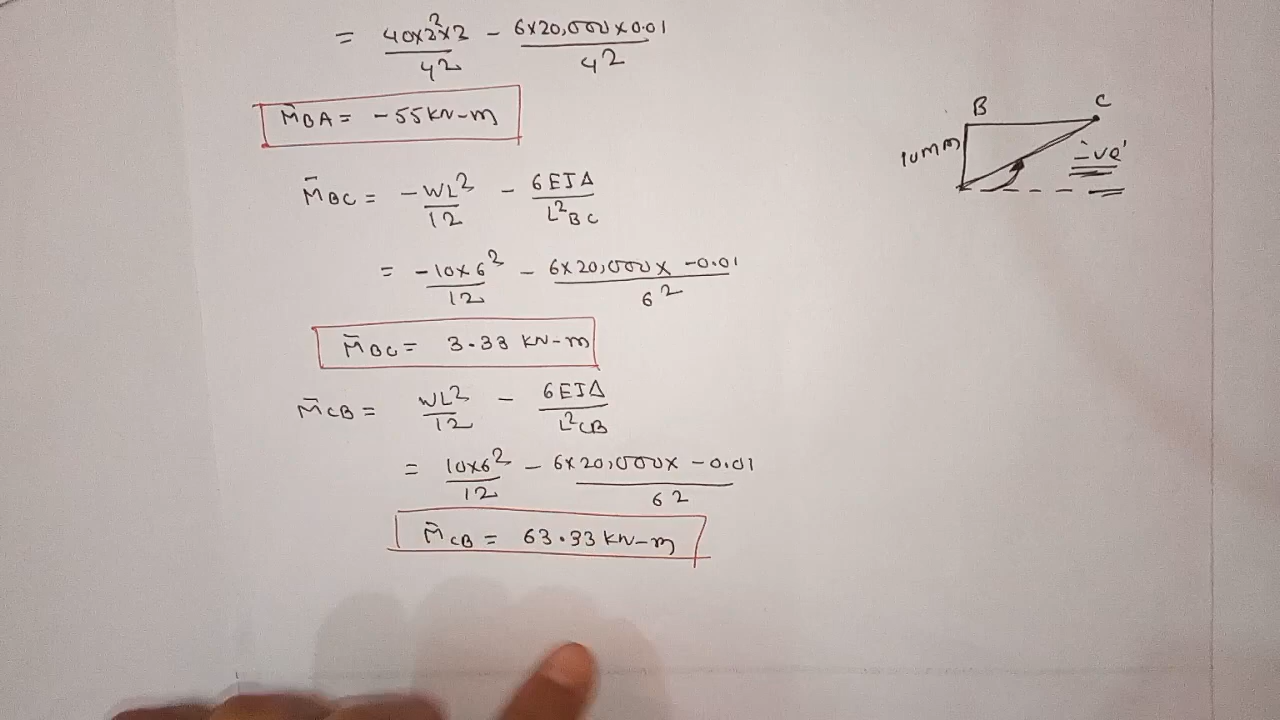 = 40×2²×2/4² - 6×20,000×0.01/4²
M̄BA = -55 kN-m
M̄BC = -WL²/12 - 6EIΔ/L²BC
= -10×6²/12 - 6×20,000× -0.01/6²
M̄BC = 3.33 kN-m
M̄CB = WL²/12 - 6EIΔ/L²CB
= 10×6²/12 - 6×20,000× -0.01/6²
M̄CB = 63.33 kN-m
B C
10mm
-ve